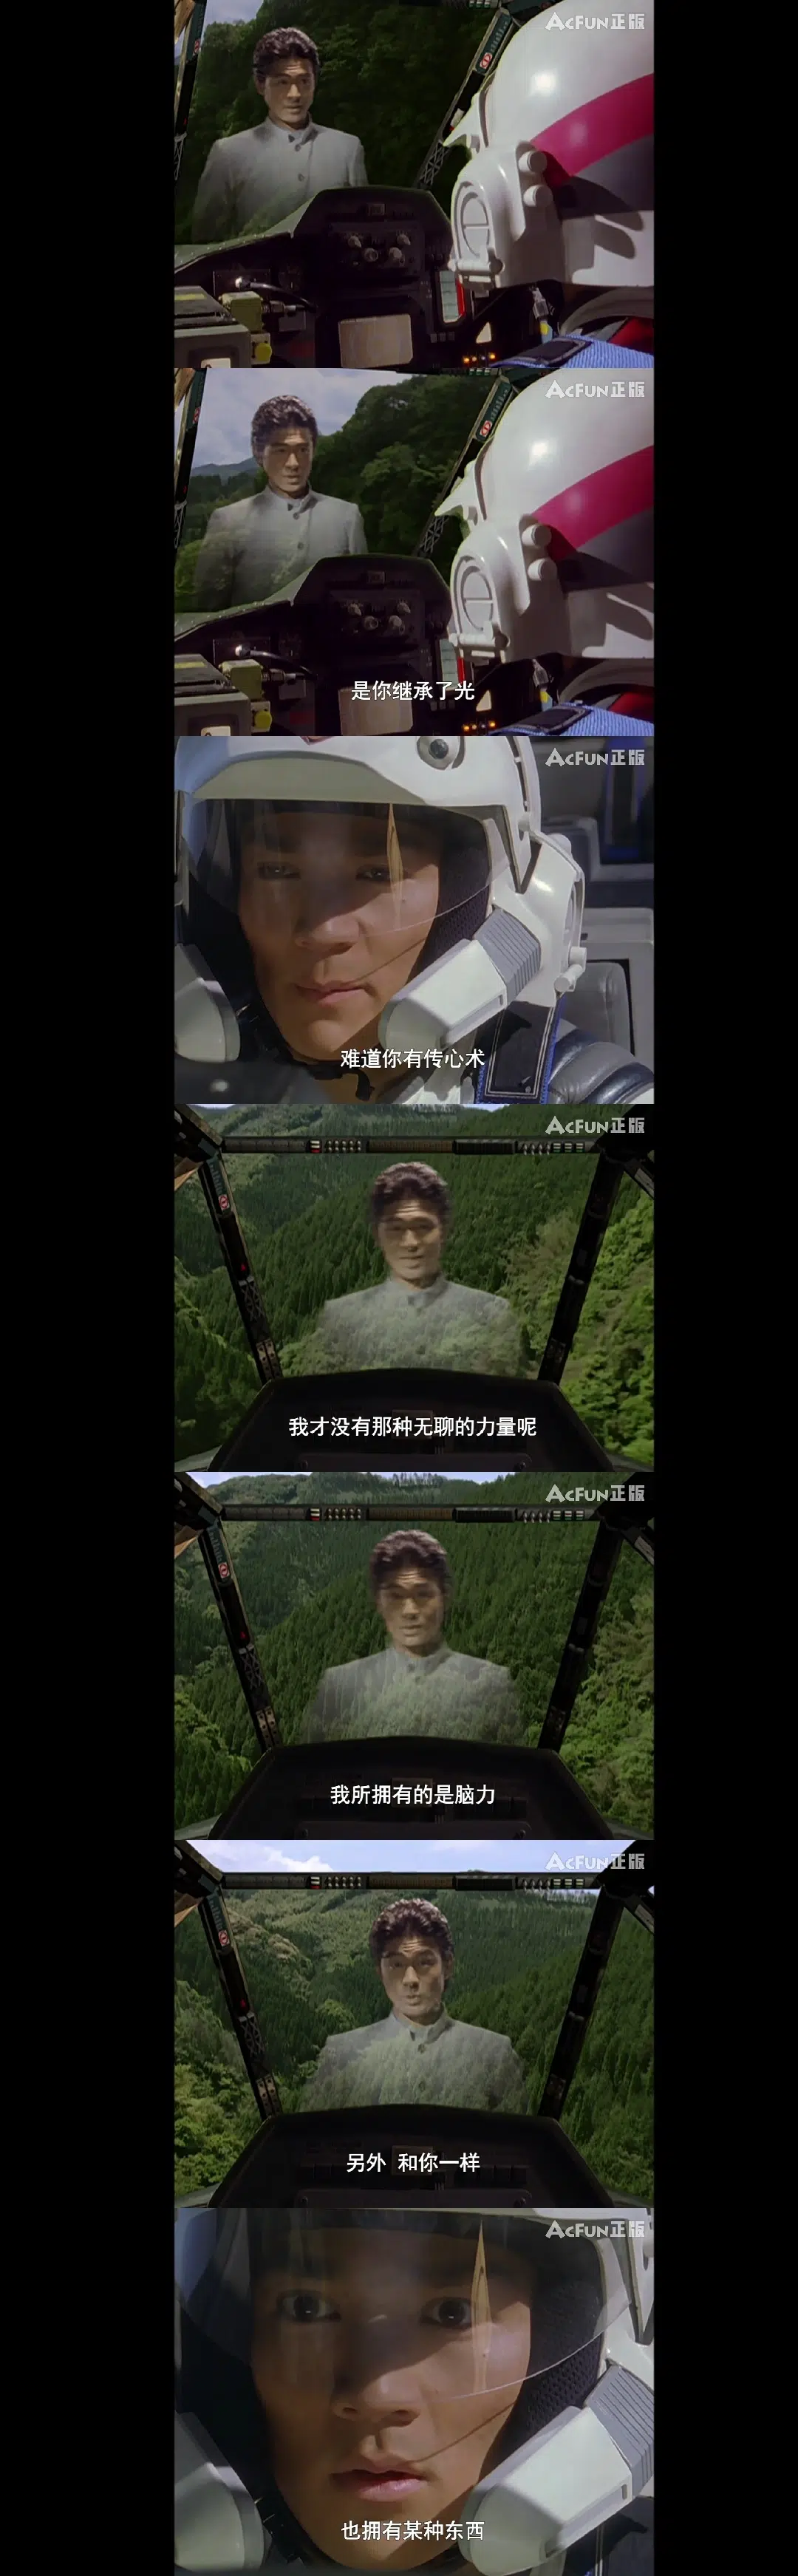 AcFun正版
AcFun正版
是你继承了光
AcFun正版
难道你有传心术
AcFun正版
我才没有那种无聊的力量呢
AcFun正版
我所拥有的是脑力
AcFun正版
另外 和你一样
AcFun正版
也拥有某种东西